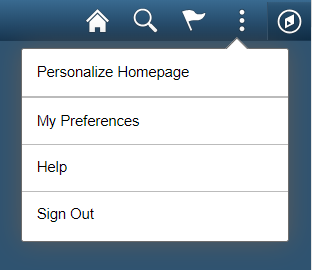 Personalize Homepage
My Preferences
Help
Sign Out